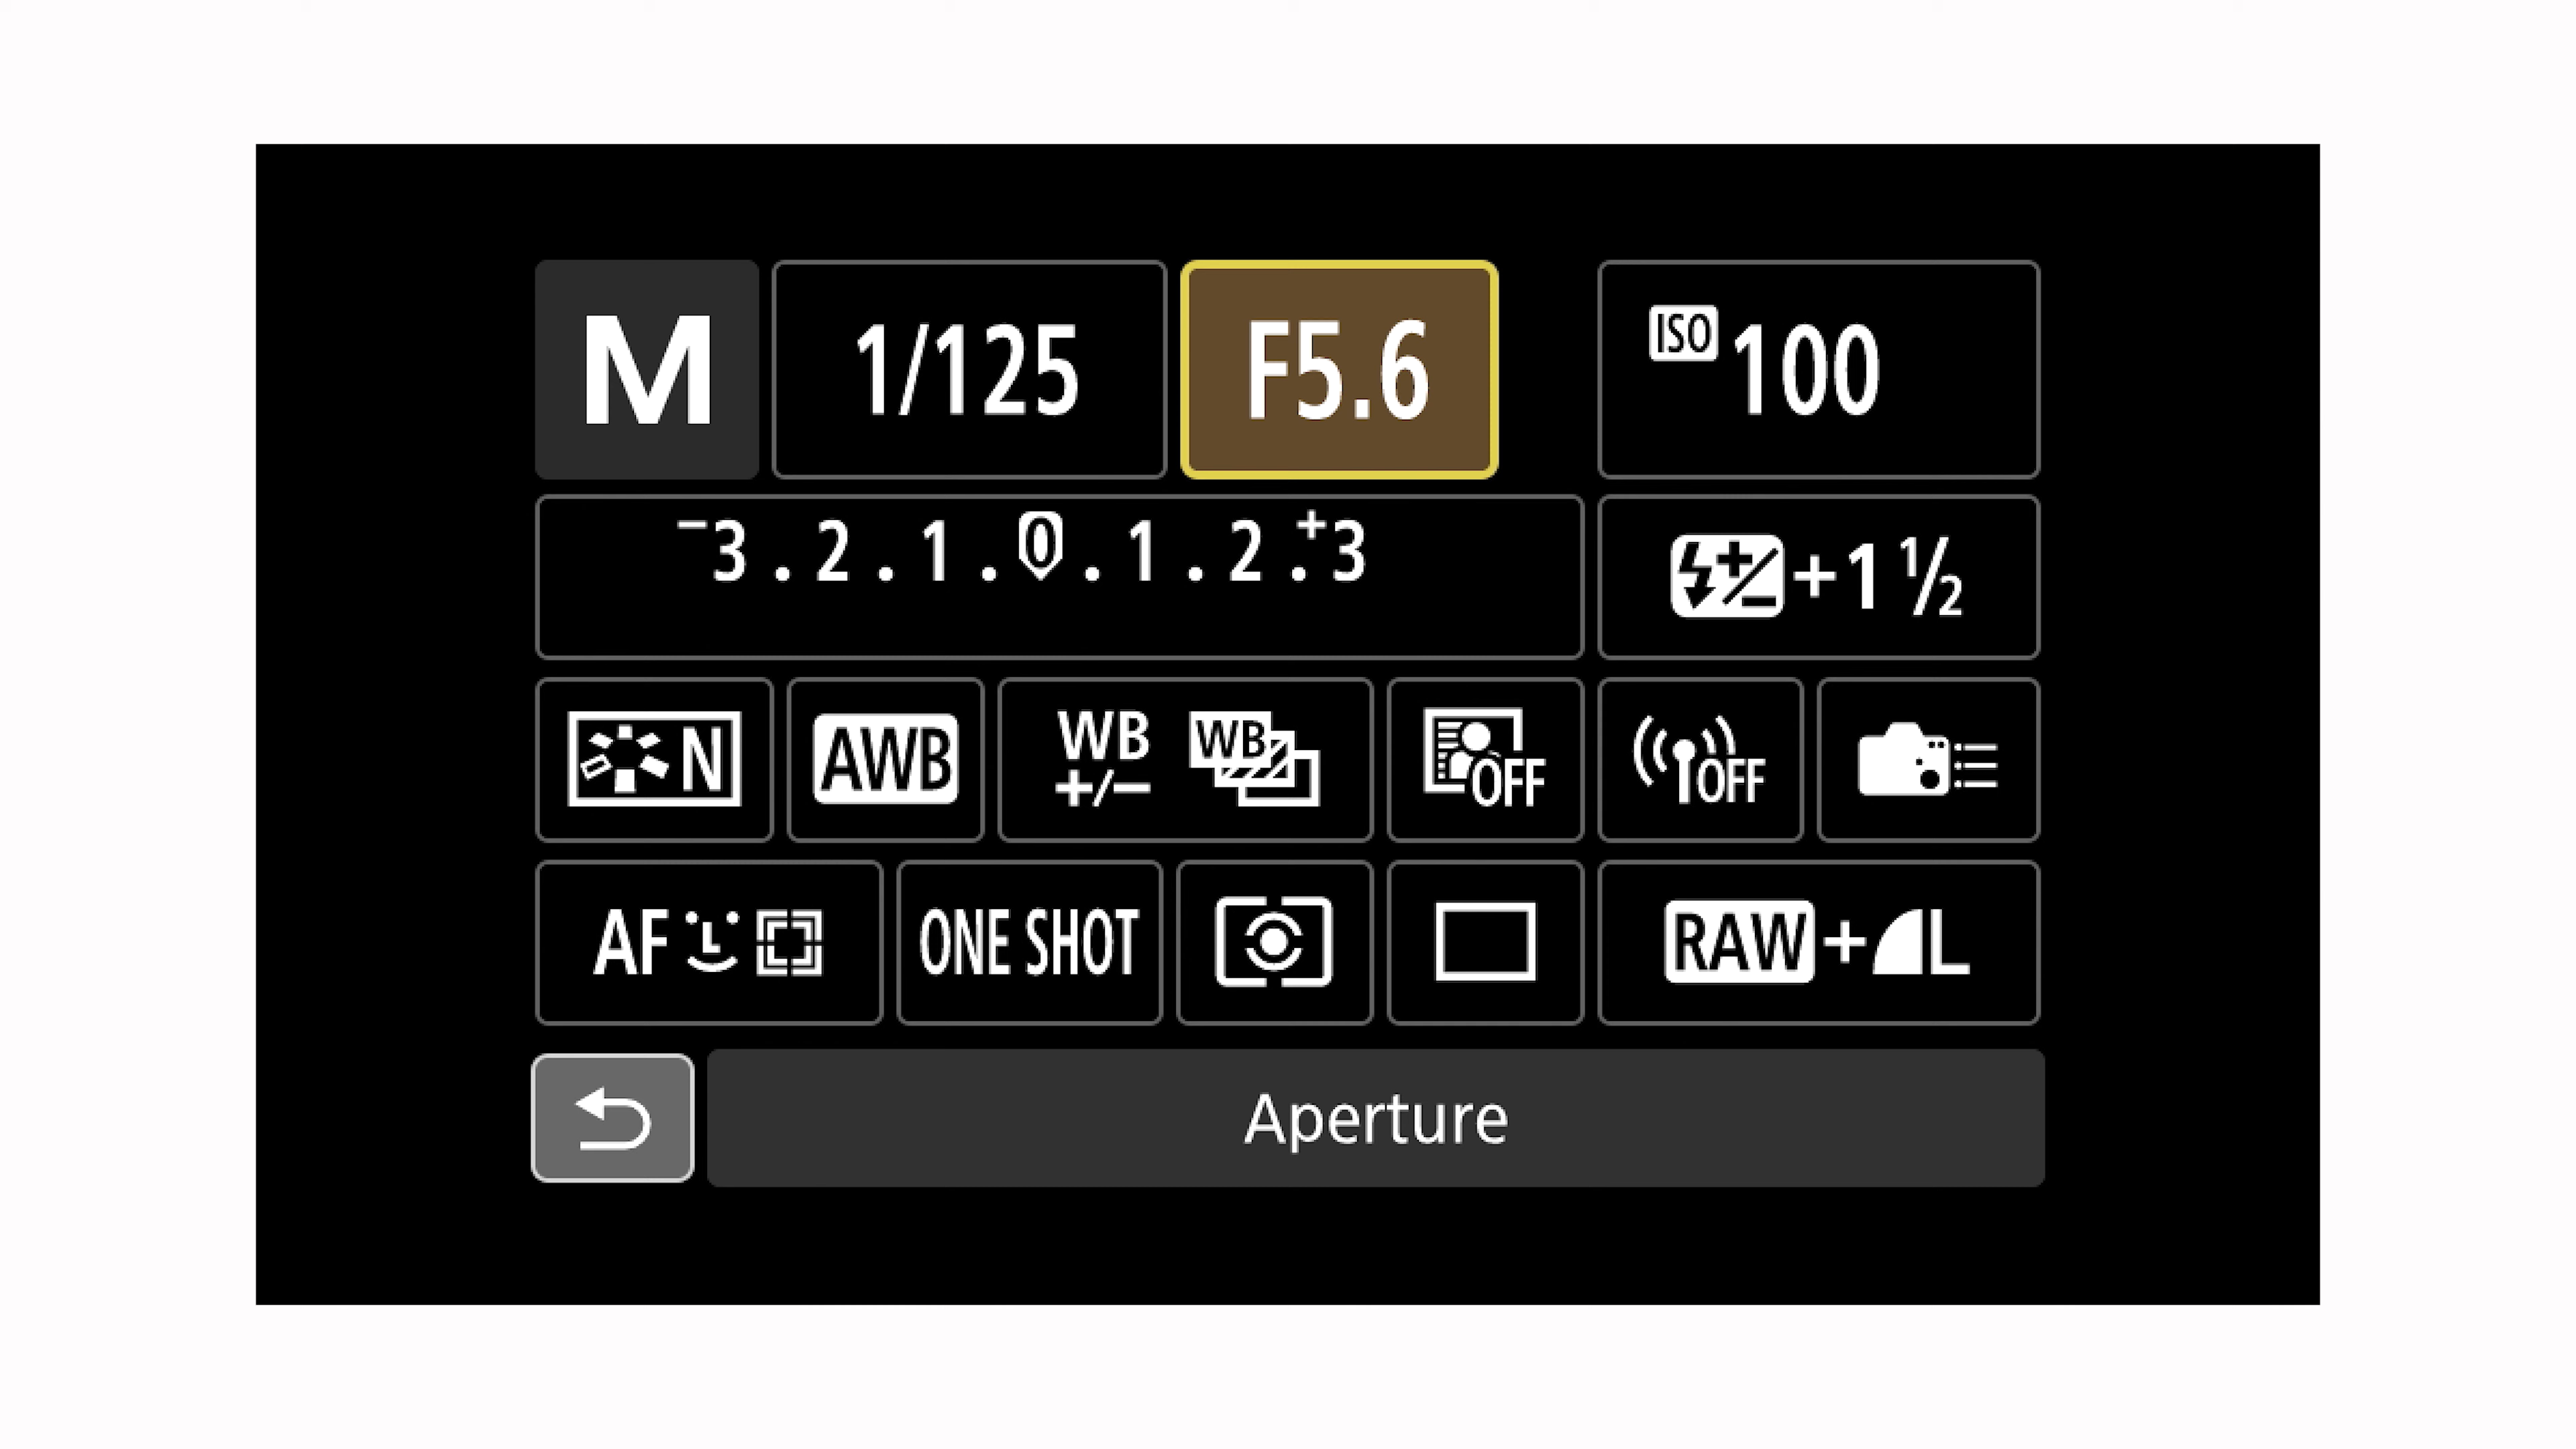 M 1/125 F5.6 ISO 100
-3.2.1.0.1.2.+3 +1 1/2
N AWB WB +/- WB OFF OFF
AF L ONE SHOT RAW+L
Aperture